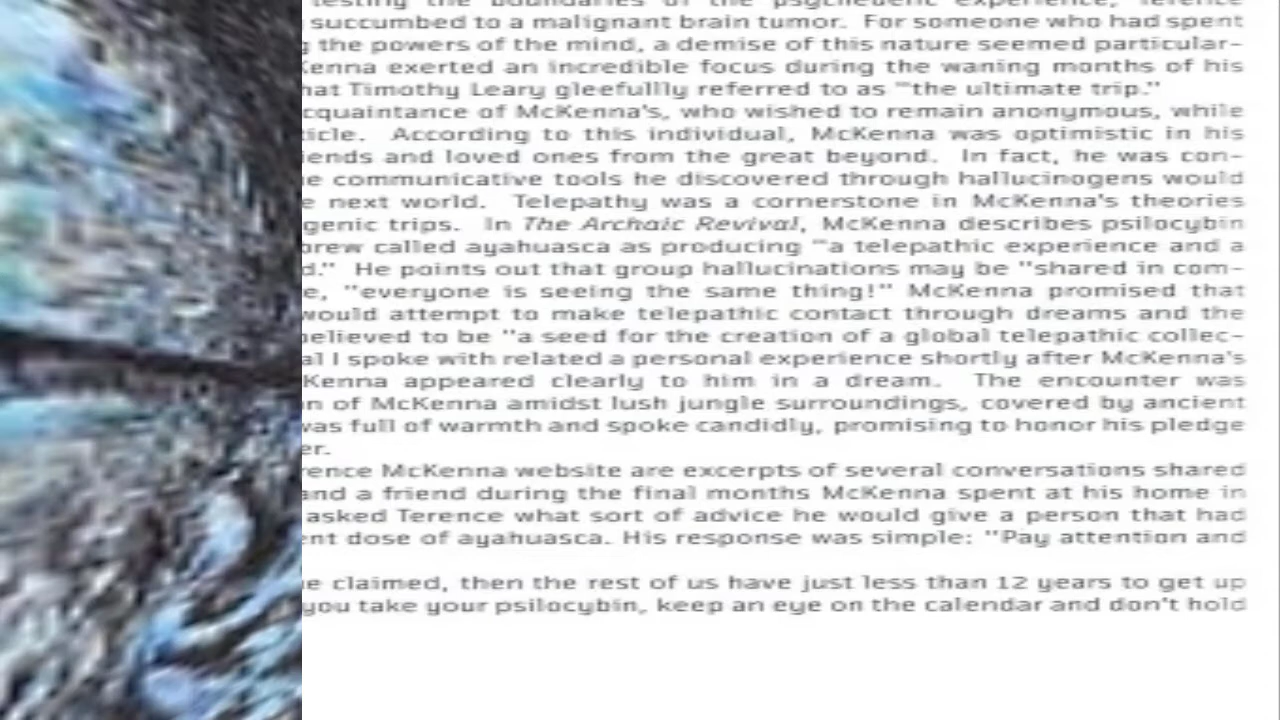 testing the boundaries of the psychedelic experience, Terence
succumbed to a malignant brain tumor. For someone who had spent
g the powers of the mind, a demise of this nature seemed particular-
Kenna exerted an incredible focus during the waning months of his
hat Timothy Leary gleefullly referred to as "the ultimate trip."
cquaintance of McKenna's, who wished to remain anonymous, while
ticle. According to this individual, McKenna was optimistic in his
iends and loved ones from the great beyond. In fact, he was con-
e communicative tools he discovered through hallucinogens would
e next world. Telepathy was a cornerstone in McKenna's theories
genic trips. In The Archaic Revival, McKenna describes psilocybin
brew called ayahuasca as producing "a telepathic experience and a
d." He points out that group hallucinations may be "shared in com-
e, "everyone is seeing the same thing!" McKenna promised that
would attempt to make telepathic contact through dreams and the
believed to be "a seed for the creation of a global telepathic collec-
al I spoke with related a personal experience shortly after McKenna's
Kenna appeared clearly to him in a dream. The encounter was
n of McKenna amidst lush jungle surroundings, covered by ancient
was full of warmth and spoke candidly, promising to honor his pledge
er.
rence McKenna website are excerpts of several conversations shared
and a friend during the final months McKenna spent at his home in
asked Terence what sort of advice he would give a person that had
ent dose of ayahuasca. His response was simple: "Pay attention and
e claimed, then the rest of us have just less than 12 years to get up
you take your psilocybin, keep an eye on the calendar and don't hold